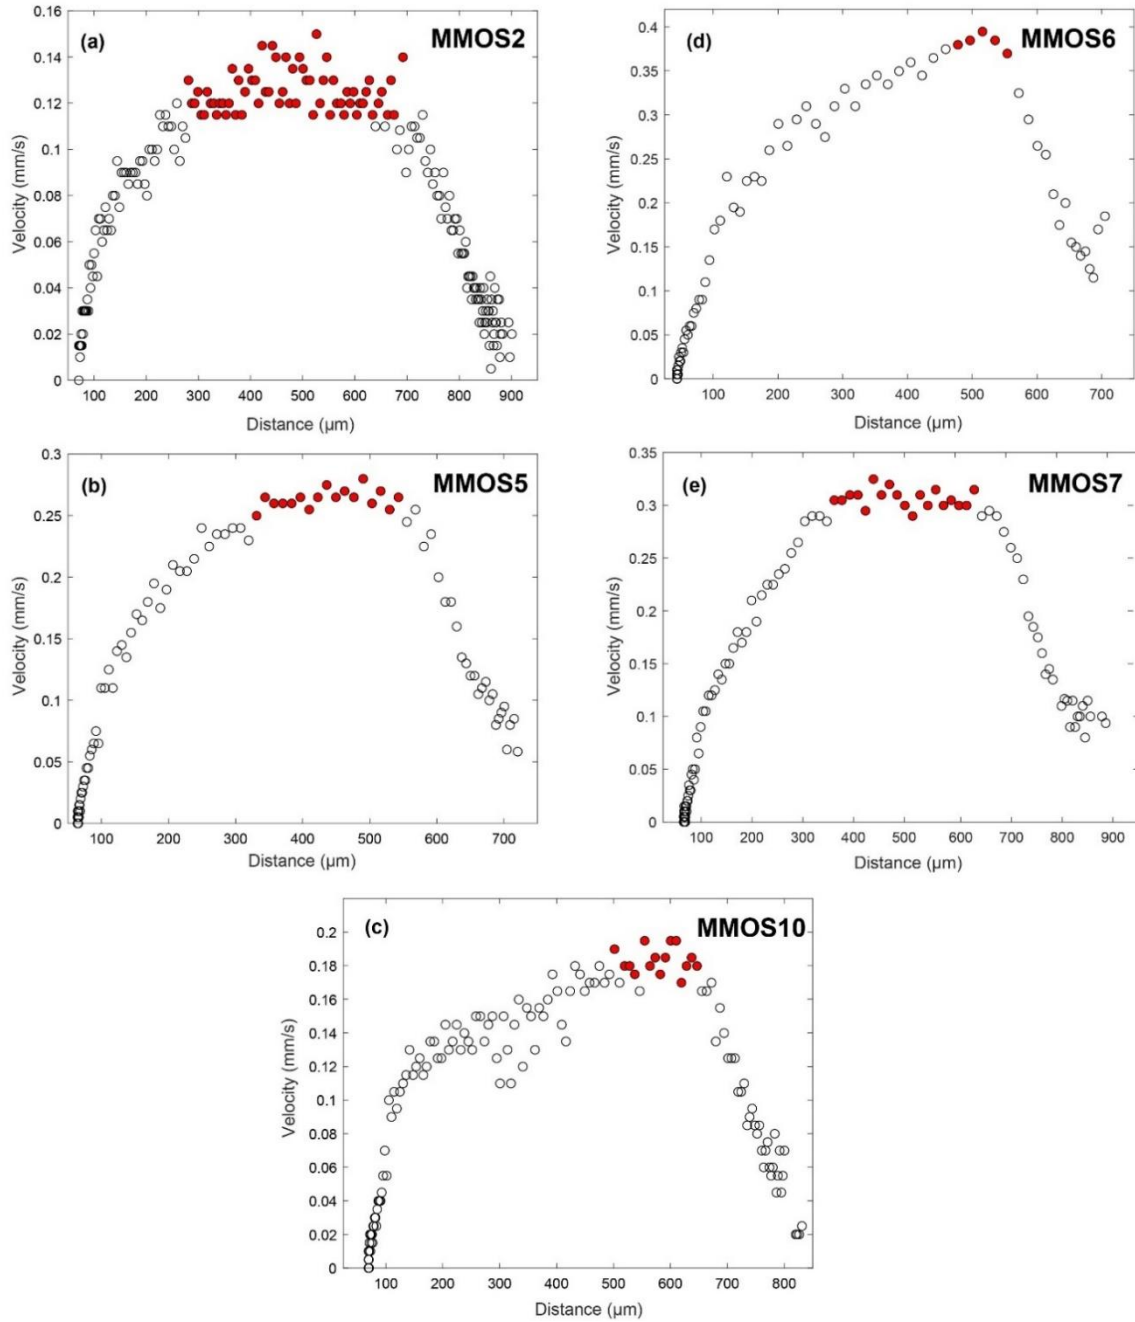 (a) MMOS2
0.16
0.14
0.12
0.1
0.08
0.06
0.04
0.02
0
Velocity (mm/s)
100 200 300 400 500 600 700 800 900
Distance (µm)
(d) MMOS6
0.4
0.35
0.3
0.25
0.2
0.15
0.1
0.05
0
Velocity (mm/s)
100 200 300 400 500 600 700
Distance (µm)
(b) MMOS5
0.3
0.25
0.2
0.15
0.1
0.05
0
Velocity (mm/s)
100 200 300 400 500 600 700
Distance (µm)
(e) MMOS7
0.35
0.3
0.25
0.2
0.15
0.1
0.05
0
Velocity (mm/s)
100 200 300 400 500 600 700 800 900
Distance (µm)
(c) MMOS10
0.2
0.18
0.16
0.14
0.12
0.1
0.08
0.06
0.04
0.02
0
Velocity (mm/s)
100 200 300 400 500 600 700 800
Distance (µm)